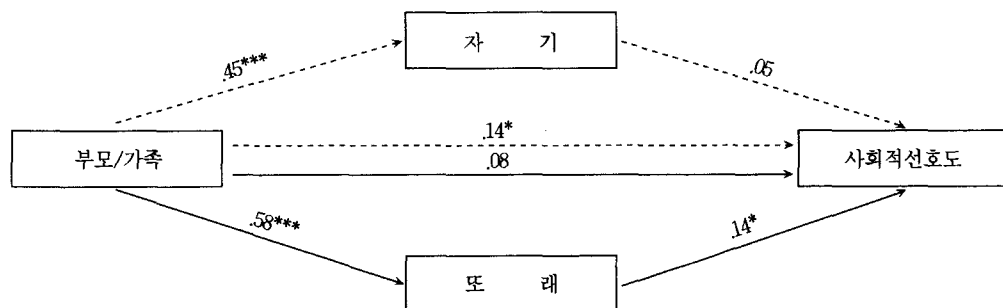 자 기
.45***
.05
부모/가족
.14*
.08
사회적선호도
.58***
.14*
또 래